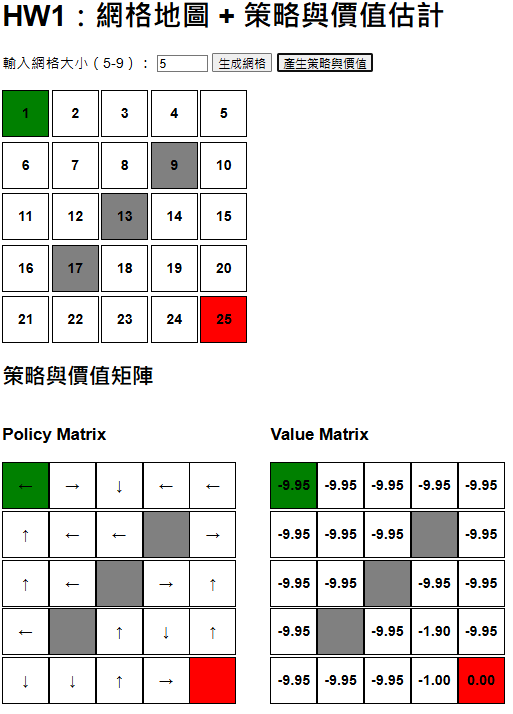 HW1：網格地圖 + 策略與價值估計
輸入網格大小（5-9）： 5 生成網格 產生策略與價值
1 2 3 4 5
6 7 8 9 10
11 12 13 14 15
16 17 18 19 20
21 22 23 24 25
策略與價值矩陣
Policy Matrix
← → ↓ ← ←
↑ ← ← →
↑ ← → ↑
← ↑ ↓ ↑
↓ ↓ ↑ →
Value Matrix
-9.95 -9.95 -9.95 -9.95 -9.95
-9.95 -9.95 -9.95 -9.95
-9.95 -9.95 -9.95 -9.95
-9.95 -9.95 -1.90 -9.95
-9.95 -9.95 -9.95 -1.00 0.00